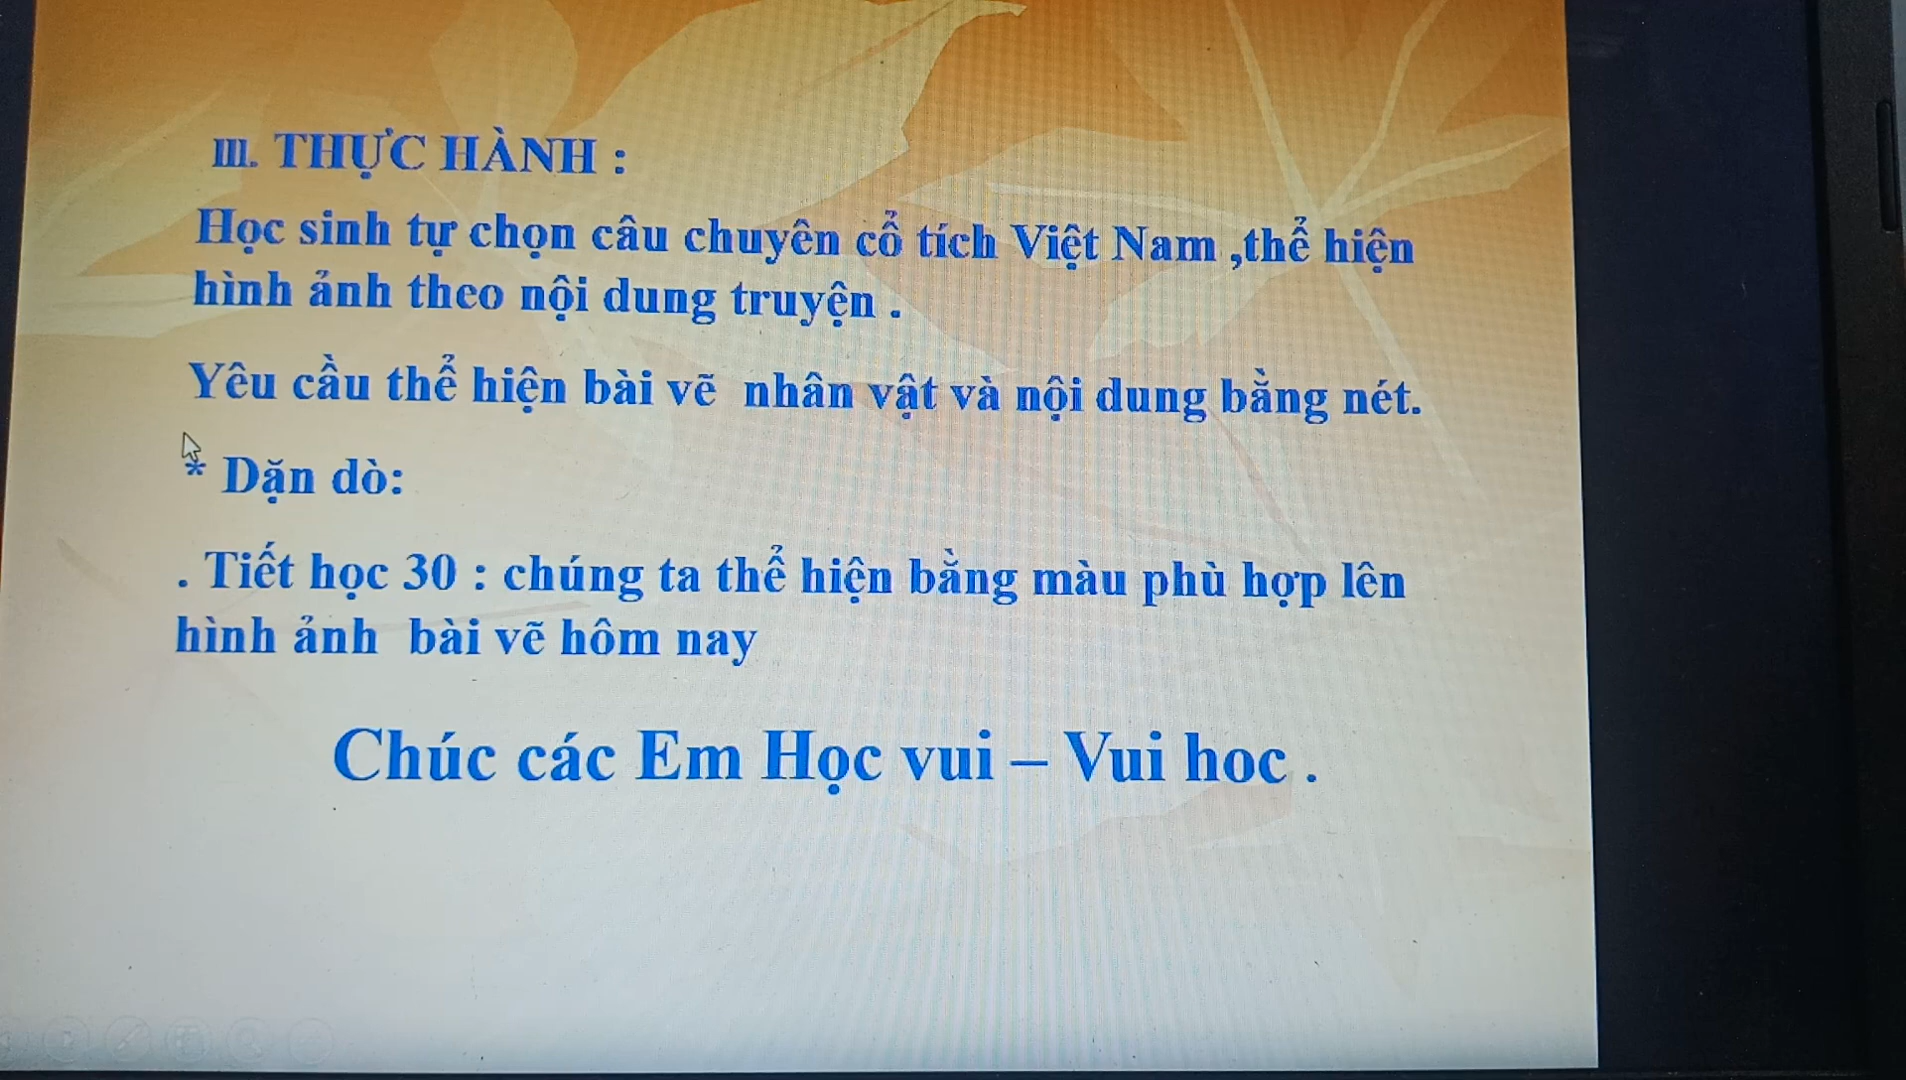 III. THỰC HÀNH :
Học sinh tự chọn câu chuyên cổ tích Việt Nam ,thể hiện
hình ảnh theo nội dung truyện .
Yêu cầu thể hiện bài vẽ nhân vật và nội dung bằng nét.
* Dặn dò:
. Tiết học 30 : chúng ta thể hiện bằng màu phù hợp lên
hình ảnh bài vẽ hôm nay
Chúc các Em Học vui – Vui hoc .